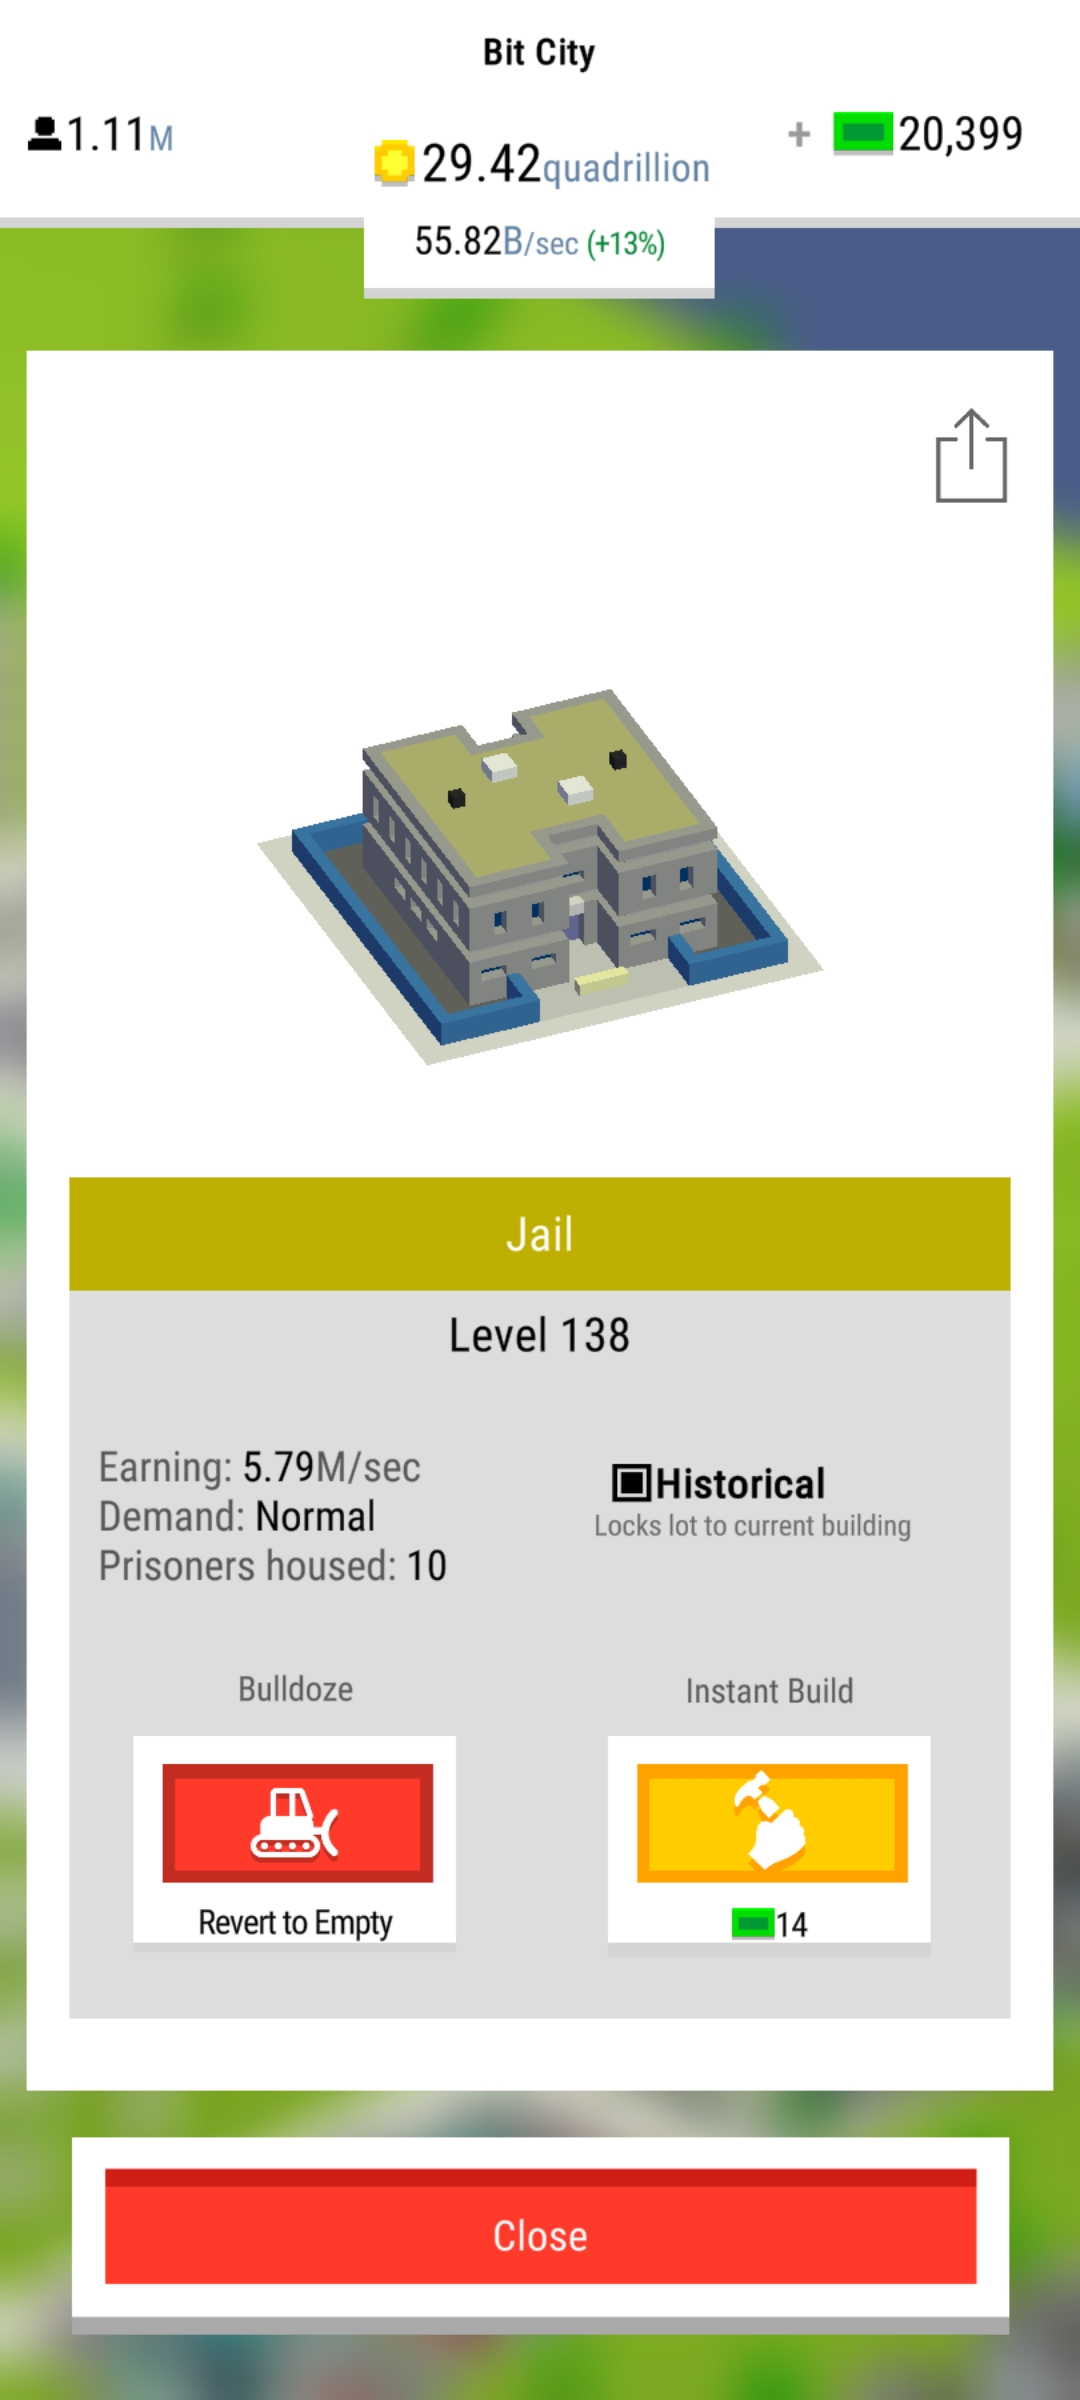 Bit City
1.11M
29.42quadrillion
+ 20,399
55.82B/sec (+13%)
Jail
Level 138
Earning: 5.79M/sec
Demand: Normal
Prisoners housed: 10
Historical
Locks lot to current building
Bulldoze
Revert to Empty
Instant Build
14
Close